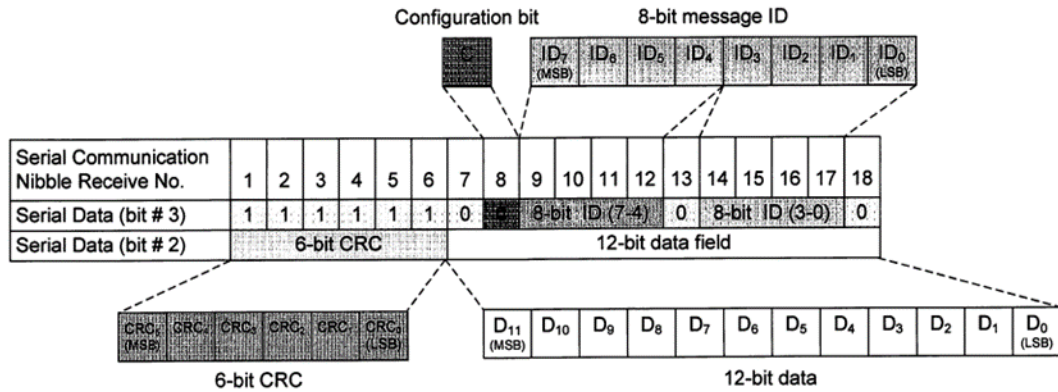 Configuration bit 8-bit message ID
C ID7 ID6 ID5 ID4 ID3 ID2 ID1 ID0
(MSB) (LSB)
Serial Communication
Nibble Receive No. 1 2 3 4 5 6 7 8 9 10 11 12 13 14 15 16 17 18
Serial Data (bit # 3) 1 1 1 1 1 1 0 0 8-bit ID (7-4) 0 8-bit ID (3-0) 0
Serial Data (bit # 2) 6-bit CRC 12-bit data field
CRC5 CRC4 CRC3 CRC2 CRC1 CRC0 D11 D10 D9 D8 D7 D6 D5 D4 D3 D2 D1 D0
(MSB) (LSB) (MSB) (LSB)
6-bit CRC 12-bit data